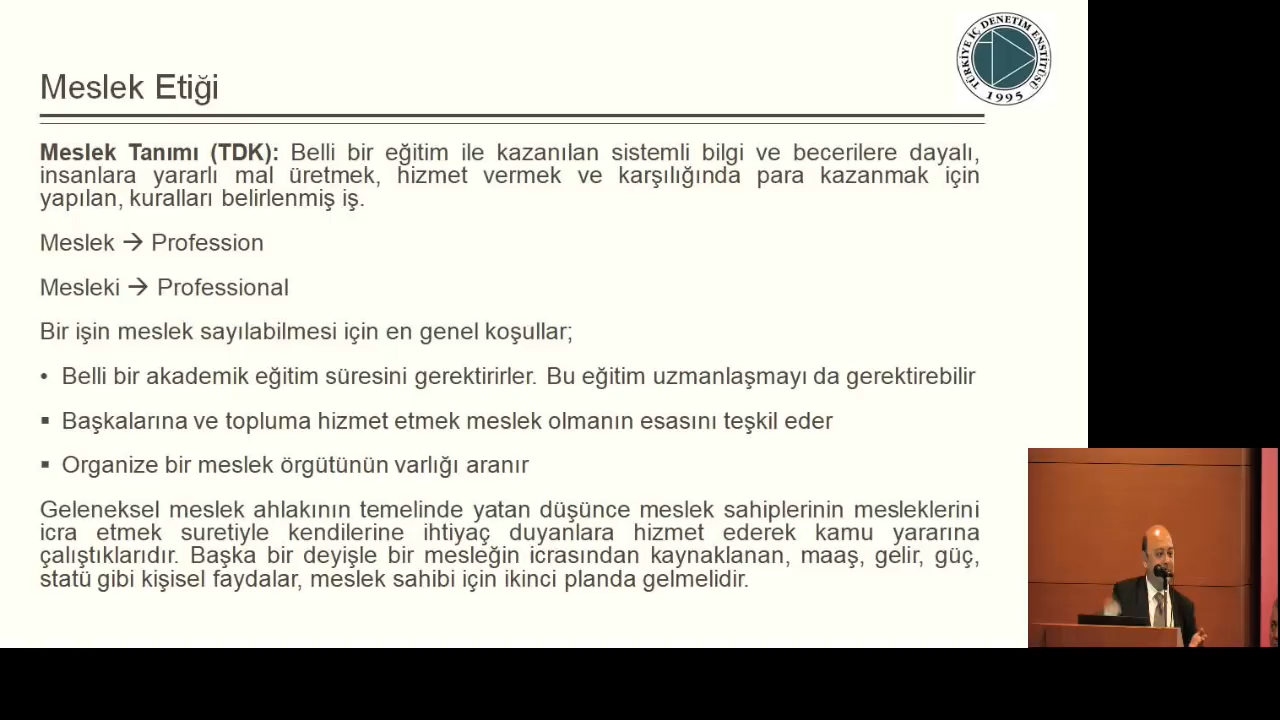 Meslek Etiği
TÜRKİYE İÇ DENETİM ENSTİTÜSÜ
1995
Meslek Tanımı (TDK): Belli bir eğitim ile kazanılan sistemli bilgi ve becerilere dayalı,
insanlara yararlı mal üretmek, hizmet vermek ve karşılığında para kazanmak için
yapılan, kuralları belirlenmiş iş.
Meslek → Profession
Mesleki → Professional
Bir işin meslek sayılabilmesi için en genel koşullar;
• Belli bir akademik eğitim süresini gerektirirler. Bu eğitim uzmanlaşmayı da gerektirebilir
▪ Başkalarına ve topluma hizmet etmek meslek olmanın esasını teşkil eder
▪ Organize bir meslek örgütünün varlığı aranır
Geleneksel meslek ahlakının temelinde yatan düşünce meslek sahiplerinin mesleklerini
icra etmek suretiyle kendilerine ihtiyaç duyanlara hizmet ederek kamu yararına
çalıştıklarıdır. Başka bir deyişle bir mesleğin icrasından kaynaklanan, maaş, gelir, güç,
statü gibi kişisel faydalar, meslek sahibi için ikinci planda gelmelidir.